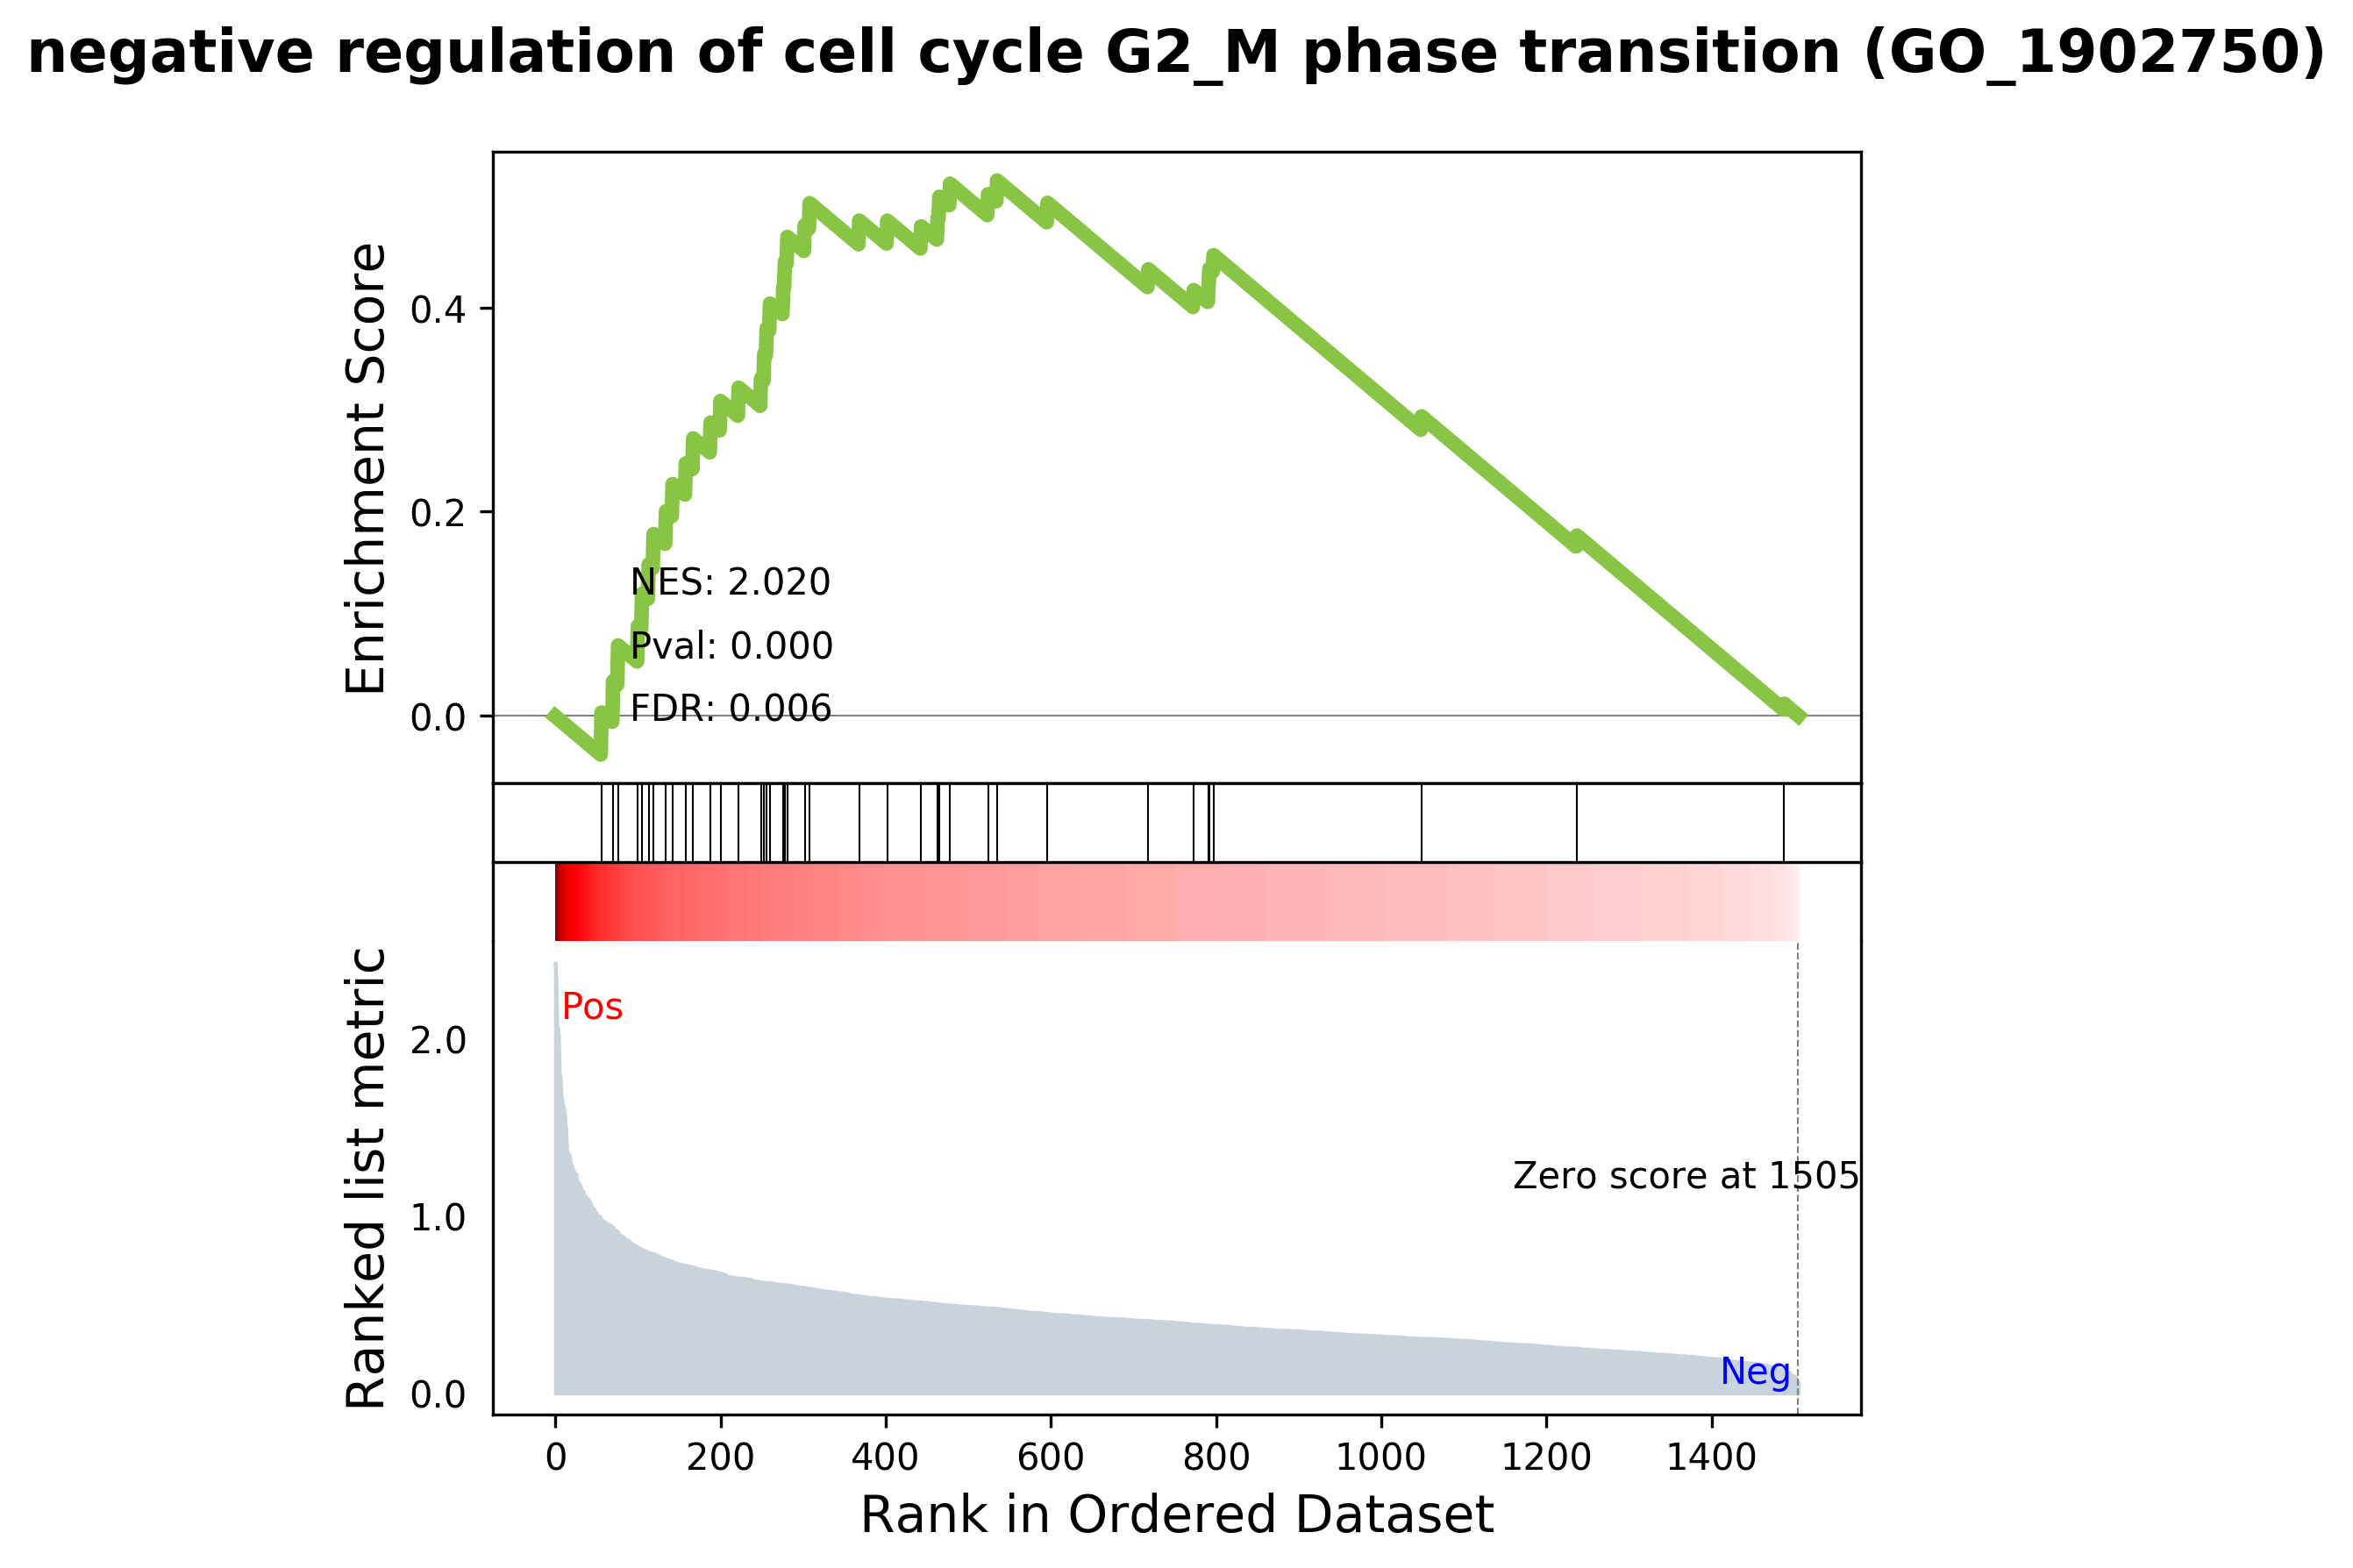 negative regulation of cell cycle G2_M phase transition (GO_1902750)
Enrichment Score
0.4
0.2
0.0
NES: 2.020
Pval: 0.000
FDR: 0.006
Ranked list metric
2.0
1.0
0.0
Pos
Zero score at 1505
Neg
0 200 400 600 800 1000 1200 1400
Rank in Ordered Dataset